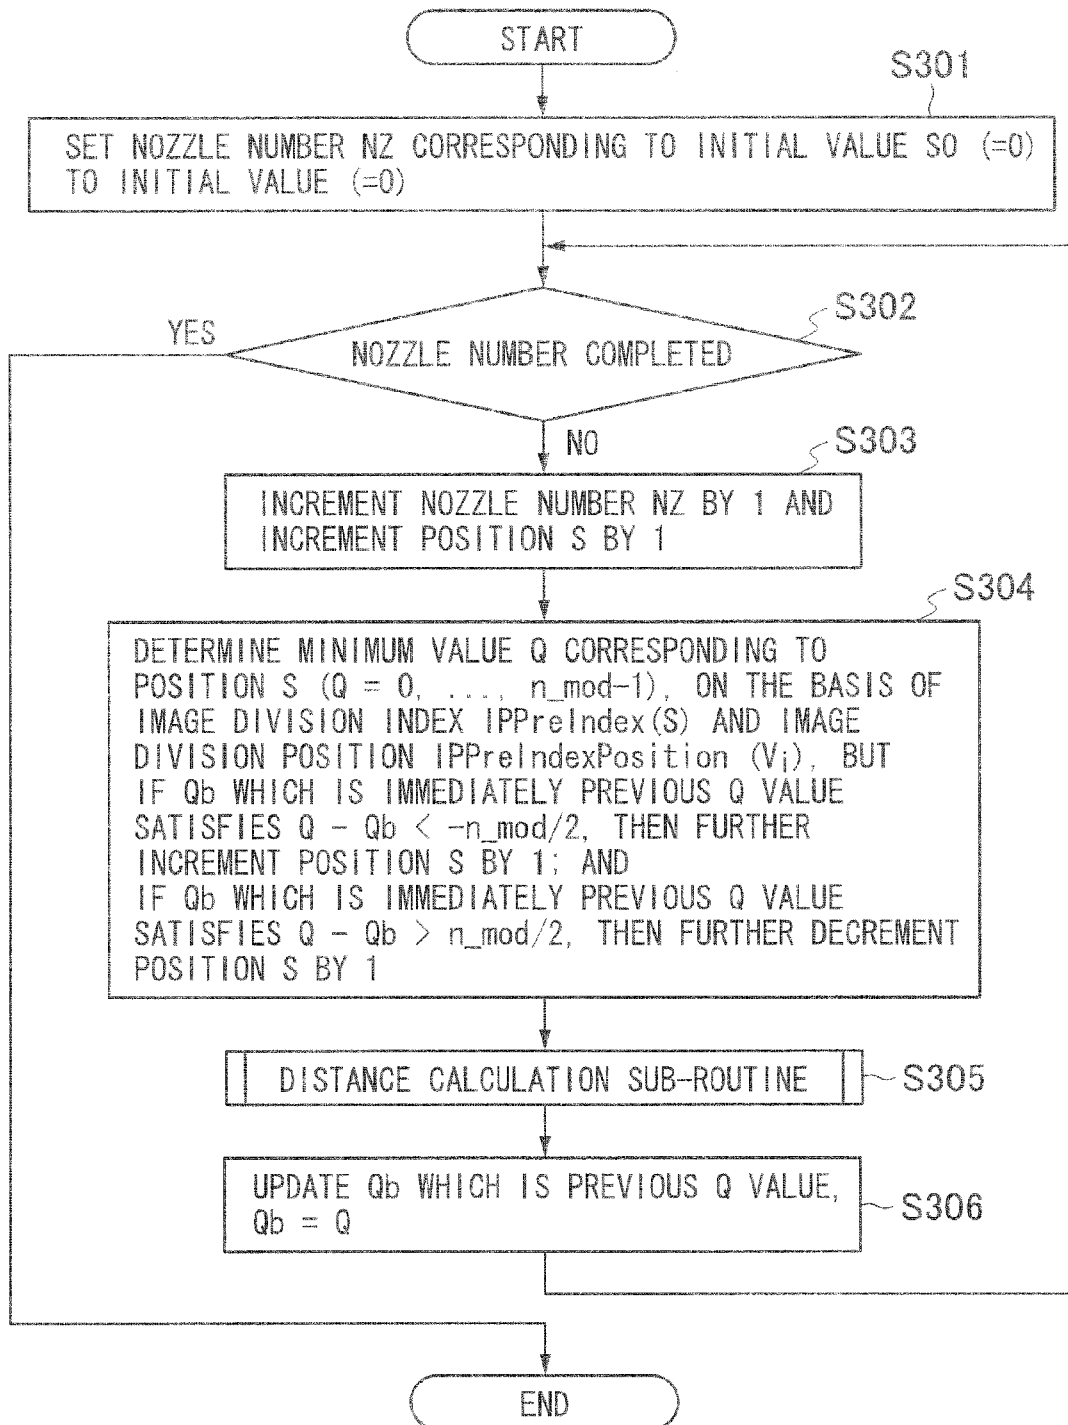 START
S301
SET NOZZLE NUMBER NZ CORRESPONDING TO INITIAL VALUE S0 (=0)
TO INITIAL VALUE (=0)
S302
YES
NOZZLE NUMBER COMPLETED
NO
S303
INCREMENT NOZZLE NUMBER NZ BY 1 AND
INCREMENT POSITION S BY 1
S304
DETERMINE MINIMUM VALUE Q CORRESPONDING TO
POSITION S (Q = 0, ..., n_mod-1), ON THE BASIS OF
IMAGE DIVISION INDEX IPPreIndex(S) AND IMAGE
DIVISION POSITION IPPreIndexPosition (Vj), BUT
IF Qb WHICH IS IMMEDIATELY PREVIOUS Q VALUE
SATISFIES Q - Qb < -n_mod/2, THEN FURTHER
INCREMENT POSITION S BY 1; AND
IF Qb WHICH IS IMMEDIATELY PREVIOUS Q VALUE
SATISFIES Q - Qb > n_mod/2, THEN FURTHER DECREMENT
POSITION S BY 1
DISTANCE CALCULATION SUB-ROUTINE
S305
UPDATE Qb WHICH IS PREVIOUS Q VALUE,
Qb = Q
S306
END